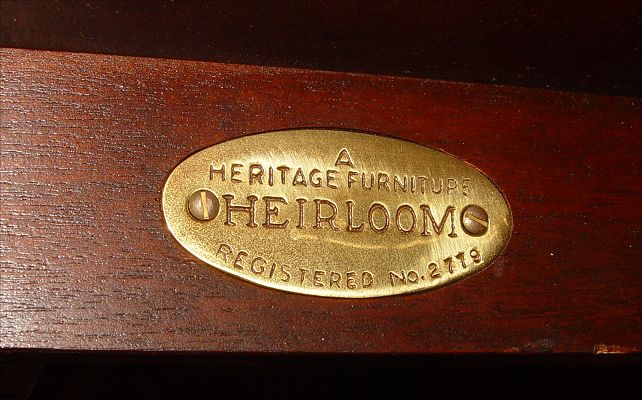 A
HERITAGE FURNITURE
HEIRLOOM
REGISTERED NO. 2779